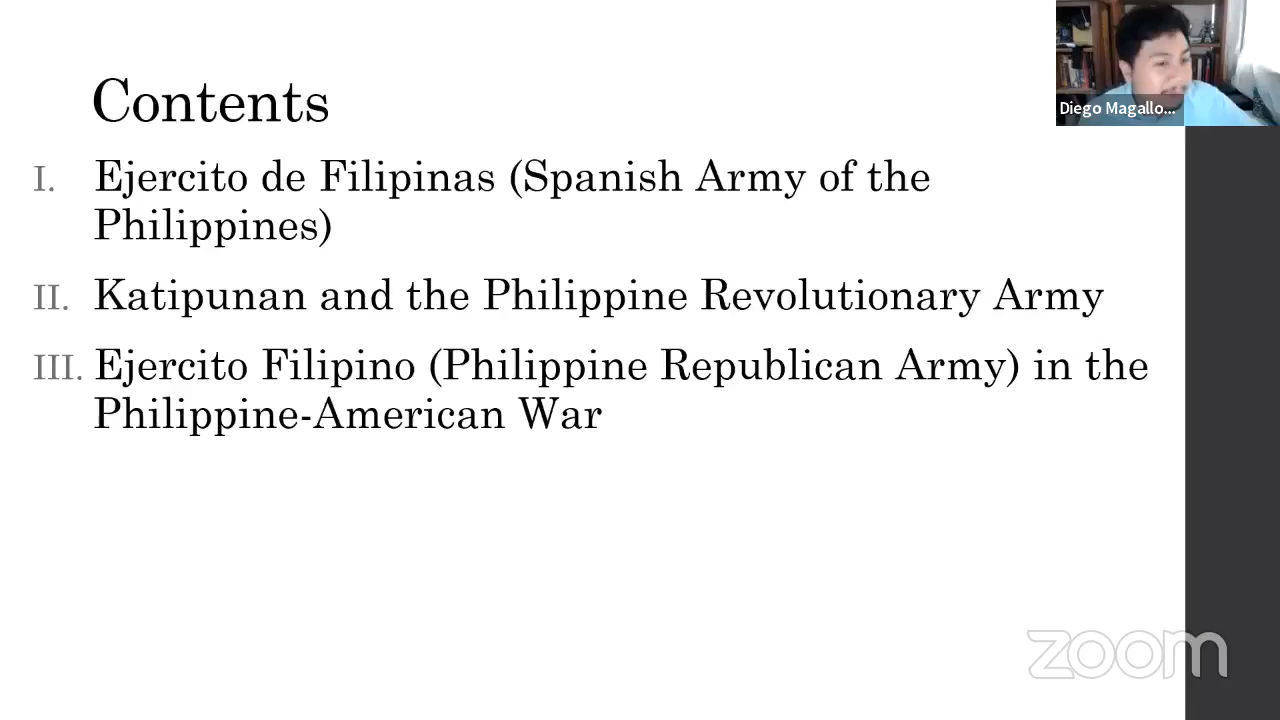 Contents
I. Ejercito de Filipinas (Spanish Army of the
Philippines)
II. Katipunan and the Philippine Revolutionary Army
III. Ejercito Filipino (Philippine Republican Army) in the
Philippine-American War
Diego Magallo...
zoom